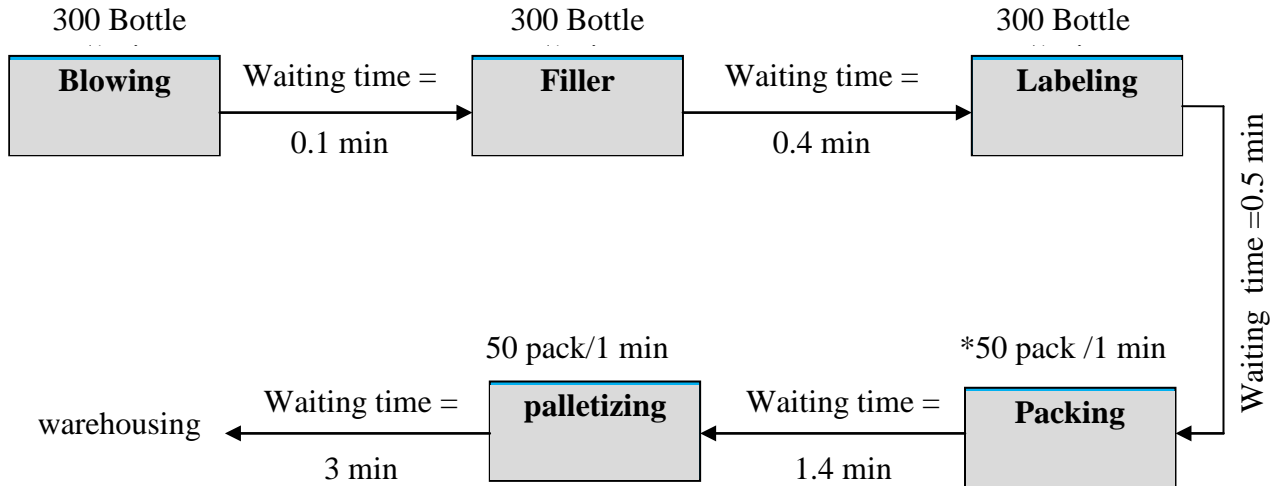 300 Bottle
300 Bottle
300 Bottle
Blowing
Waiting time =
0.1 min
Filler
Waiting time =
0.4 min
Labeling
Waiting time =0.5 min
50 pack/1 min
*50 pack /1 min
warehousing
Waiting time =
3 min
palletizing
Waiting time =
1.4 min
Packing